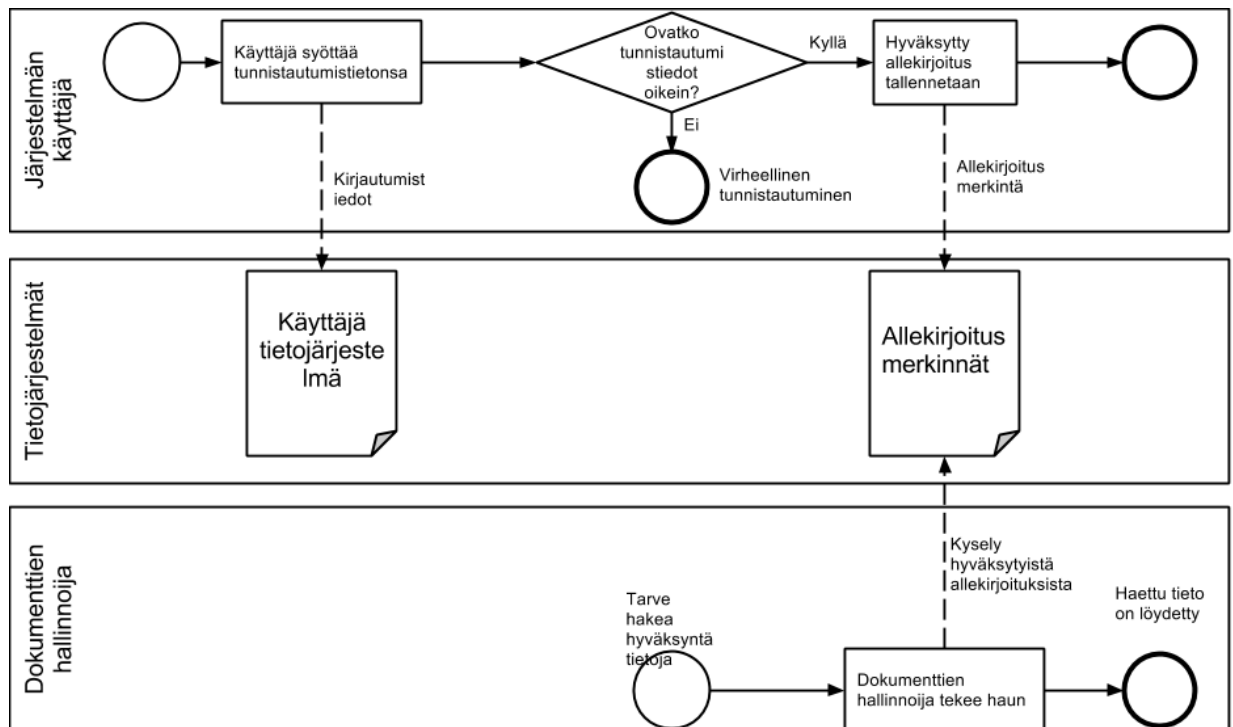 Järjestelmän
käyttäjä
Käyttäjä syöttää
tunnistautumistietonsa
Ovatko
tunnistautumi
stiedot
oikein?
Kyllä
Hyväksytty
allekirjoitus
tallennetaan
Ei
Kirjautumist
iedot
Virheellinen
tunnistautuminen
Allekirjoitus
merkintä
Tietojärjestelmät
Käyttäjä
tietojärjeste
lmä
Allekirjoitus
merkinnät
Dokumenttien
hallinnoija
Tarve
hakea
hyväksyntä
tietoja
Kysely
hyväksytyistä
allekirjoituksista
Haettu tieto
on löydetty
Dokumenttien
hallinnoija tekee haun